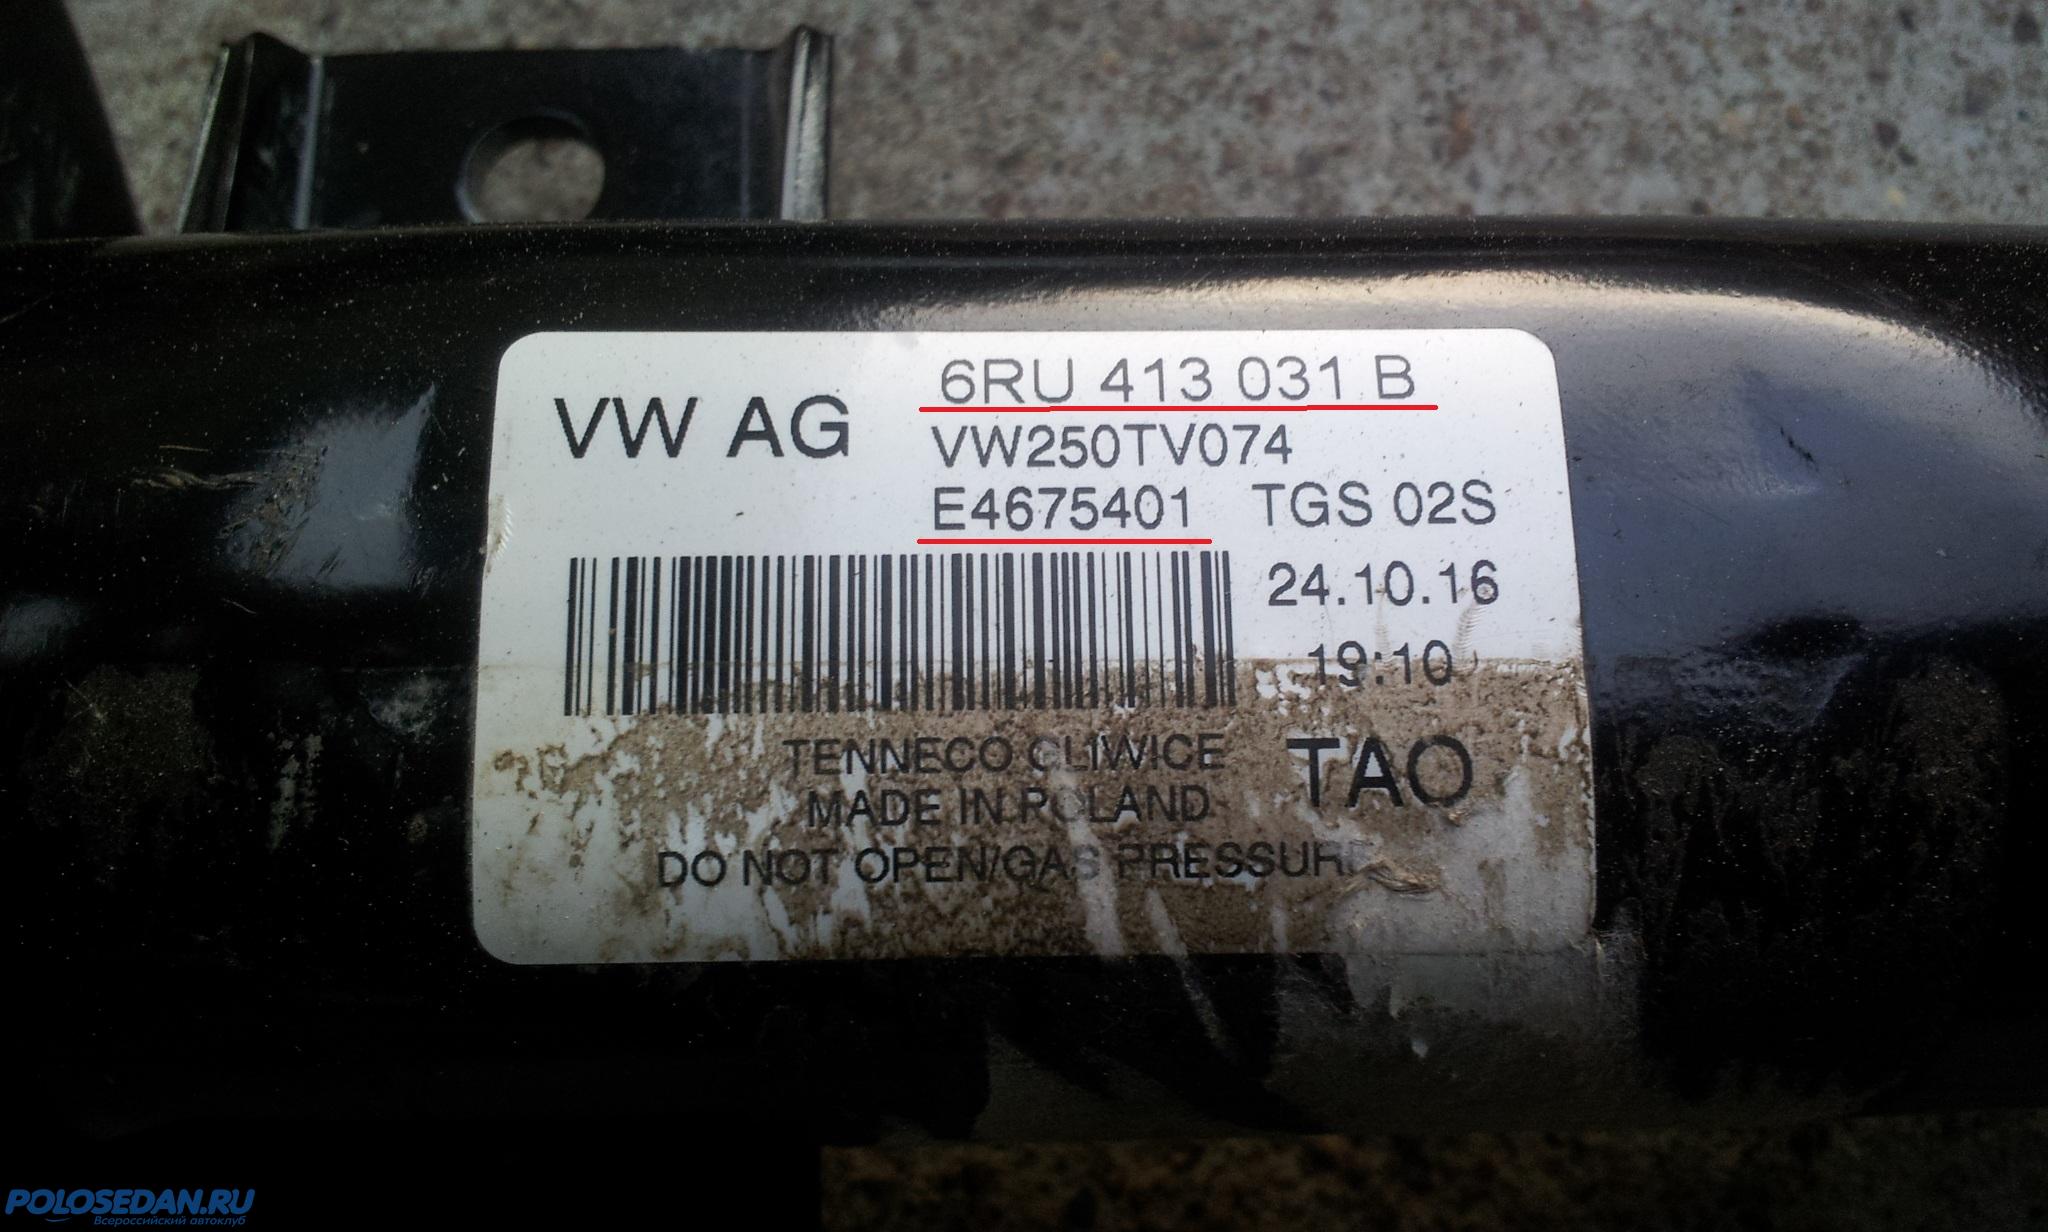 VW AG
6RU 413 031 B
VW250TV074
E4675401 TGS 02S
24.10.16
19:10
TENNECO GLIWICE
MADE IN POLAND
TAO
DO NOT OPEN/GAS PRESSURE
POLOSEDAN.RU
Всероссийский автоклуб